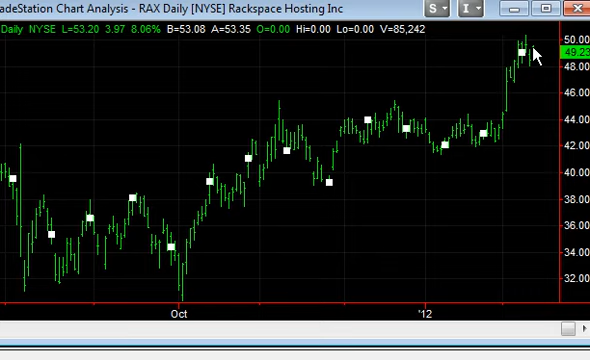 adeStation Chart Analysis - RAX Daily [NYSE] Rackspace Hosting Inc
S I
Daily NYSE L=53.20 3.97 8.06% B=53.08 A=53.35 O=0.00 Hi=0.00 Lo=0.00 V=85,242
50.00
49.23
48.00
46.00
44.00
42.00
40.00
38.00
36.00
34.00
32.00
Oct '12